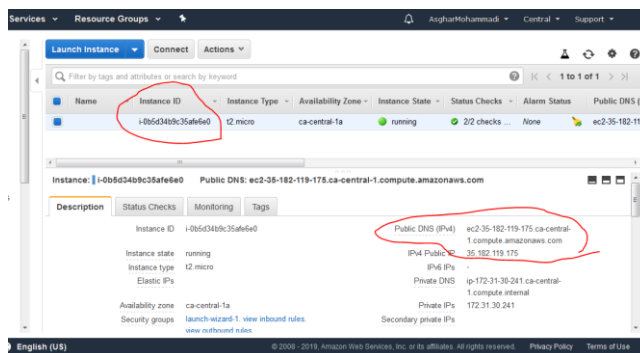 Services Resource Groups AsgharMohammadi Central Support
Launch Instance Connect Actions
Filter by tags and attributes or search by keyword 1 to 1 of 1
Name Instance ID Instance Type Availability Zone Instance State Status Checks Alarm Status Public DNS (
i-0b5d34b9c35afe6e0 t2.micro ca-central-1a running 2/2 checks ... None ec2-35-182-11
Instance: i-0b5d34b9c35afe6e0 Public DNS: ec2-35-182-119-175.ca-central-1.compute.amazonaws.com
Description Status Checks Monitoring Tags
Instance ID i-0b5d34b9c35afe6e0 Public DNS (IPv4) ec2-35-182-119-175.ca-central-
1.compute.amazonaws.com
Instance state running IPv4 Public IP 35.182.119.175
Instance type t2.micro IPv6 IPs -
Elastic IPs Private DNS ip-172-31-30-241.ca-central-
1.compute.internal
Availability zone ca-central-1a Private IPs 172.31.30.241
Security groups launch-wizard-1. view inbound rules. Secondary private IPs
view outbound rules
English (US) © 2008 - 2019, Amazon Web Services, Inc. or its affiliates. All rights reserved. Privacy Policy Terms of Use